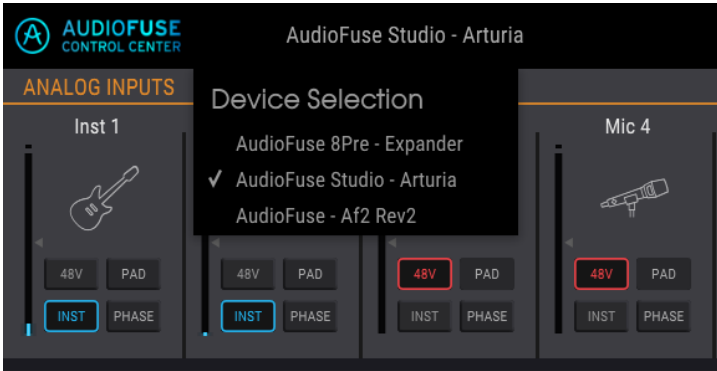 AUDIOFUSE
CONTROL CENTER
AudioFuse Studio - Arturia
ANALOG INPUTS
Device Selection
AudioFuse 8Pre - Expander
✓ AudioFuse Studio - Arturia
AudioFuse - Af2 Rev2
Inst 1
Mic 4
48V PAD 48V PAD 48V PAD 48V PAD
INST PHASE INST PHASE INST PHASE INST PHASE